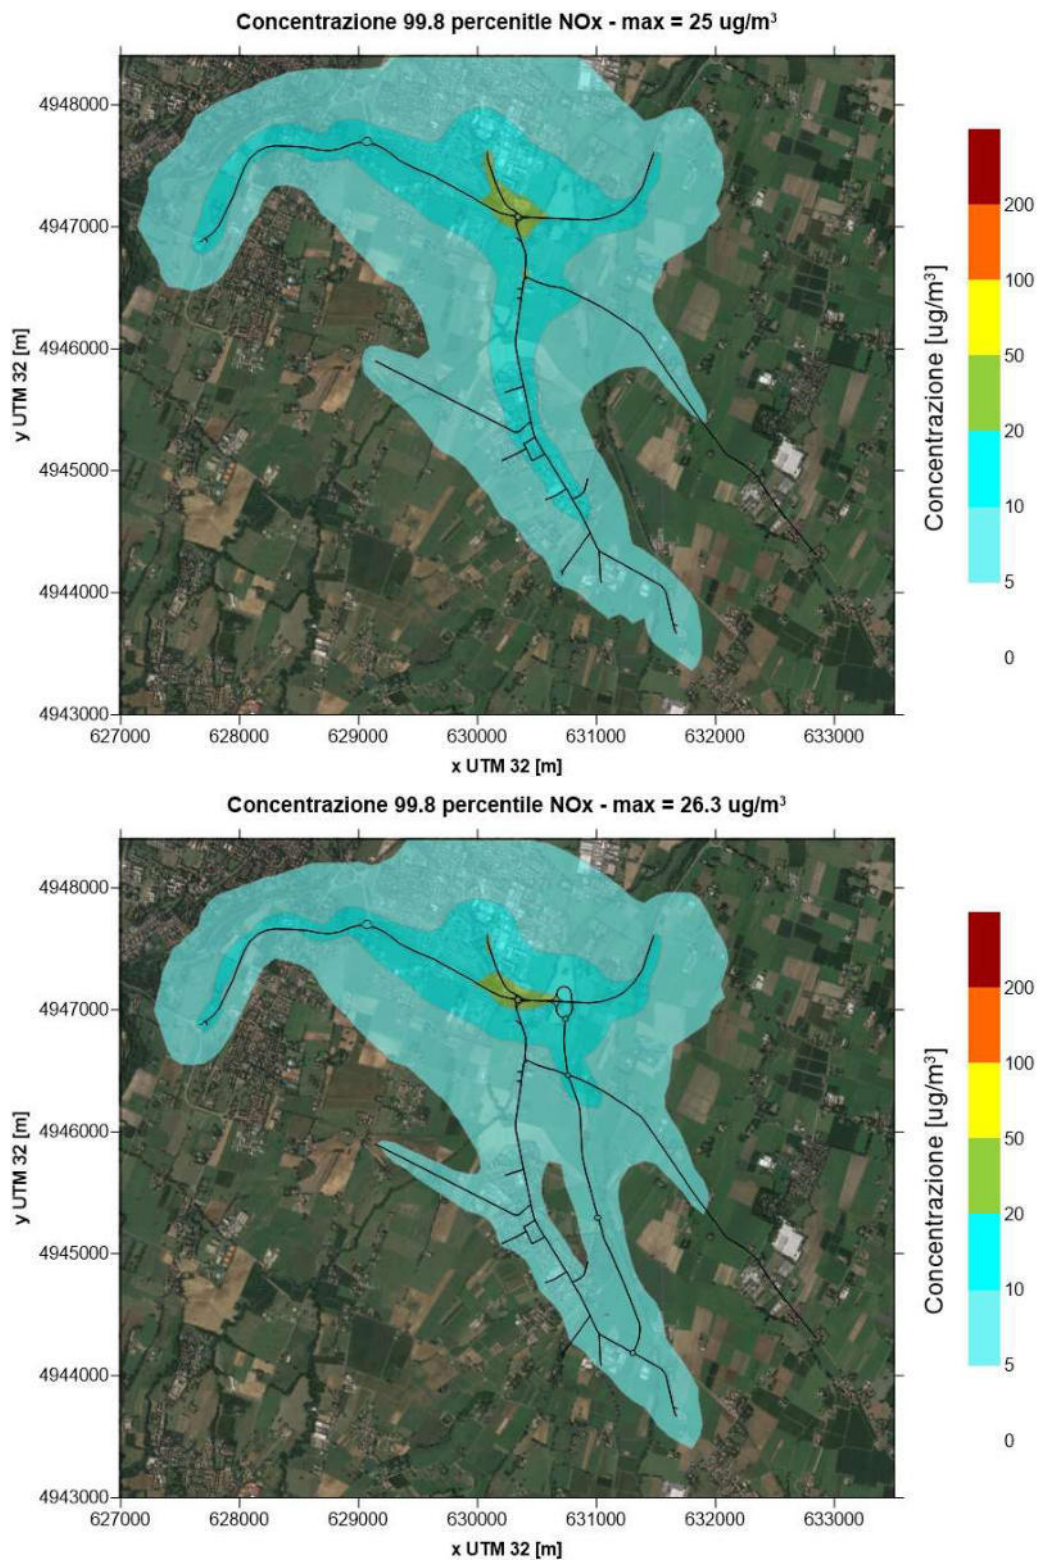 Concentrazione 99.8 percenitle NOx - max = 25 ug/m³
4948000
4947000
4946000
4945000
4944000
4943000
y UTM 32 [m]
627000 628000 629000 630000 631000 632000 633000
x UTM 32 [m]
Concentrazione [ug/m³]
200
100
50
20
10
5
0
Concentrazione 99.8 percentile NOx - max = 26.3 ug/m³
4948000
4947000
4946000
4945000
4944000
4943000
y UTM 32 [m]
627000 628000 629000 630000 631000 632000 633000
x UTM 32 [m]
Concentrazione [ug/m³]
200
100
50
20
10
5
0